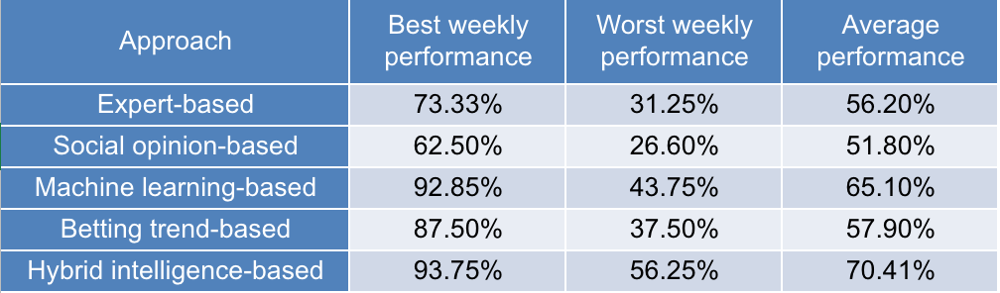 Approach
Best weekly
performance
Worst weekly
performance
Average
performance
Expert-based 73.33% 31.25% 56.20%
Social opinion-based 62.50% 26.60% 51.80%
Machine learning-based 92.85% 43.75% 65.10%
Betting trend-based 87.50% 37.50% 57.90%
Hybrid intelligence-based 93.75% 56.25% 70.41%